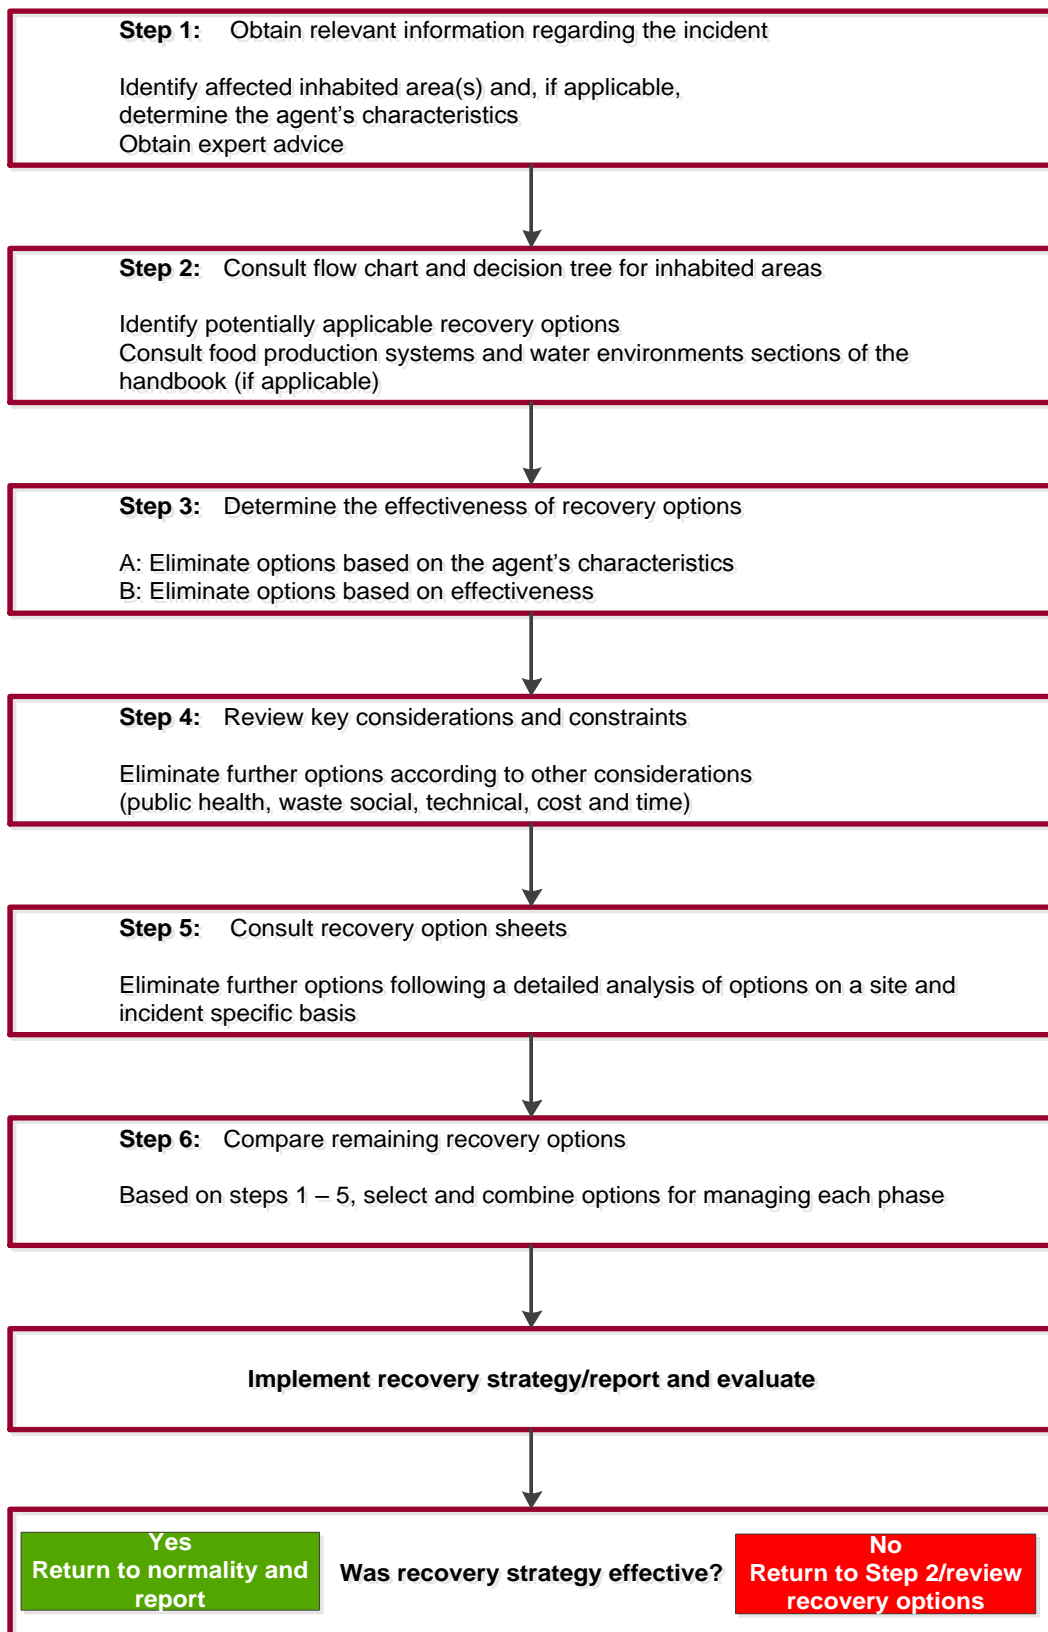 Step 1: Obtain relevant information regarding the incident
Identify affected inhabited area(s) and, if applicable,
determine the agent’s characteristics
Obtain expert advice
Step 2: Consult flow chart and decision tree for inhabited areas
Identify potentially applicable recovery options
Consult food production systems and water environments sections of the
handbook (if applicable)
Step 3: Determine the effectiveness of recovery options
A: Eliminate options based on the agent’s characteristics
B: Eliminate options based on effectiveness
Step 4: Review key considerations and constraints
Eliminate further options according to other considerations
(public health, waste social, technical, cost and time)
Step 5: Consult recovery option sheets
Eliminate further options following a detailed analysis of options on a site and
incident specific basis
Step 6: Compare remaining recovery options
Based on steps 1 – 5, select and combine options for managing each phase
Implement recovery strategy/report and evaluate
Yes
Return to normality and
report
Was recovery strategy effective?
No
Return to Step 2/review
recovery options